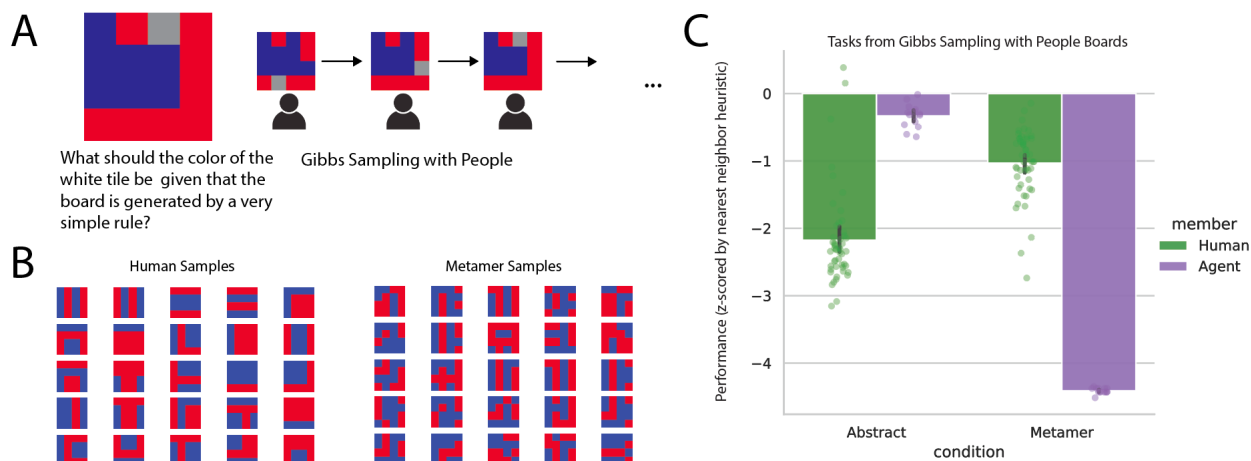 A
What should the color of the
white tile be given that the
board is generated by a very
simple rule?
Gibbs Sampling with People
...
B
Human Samples
Metamer Samples
C
Tasks from Gibbs Sampling with People Boards
Performance (z-scored by nearest neighbor heuristic)
0
−1
−2
−3
−4
Abstract
Metamer
condition
member
Human
Agent